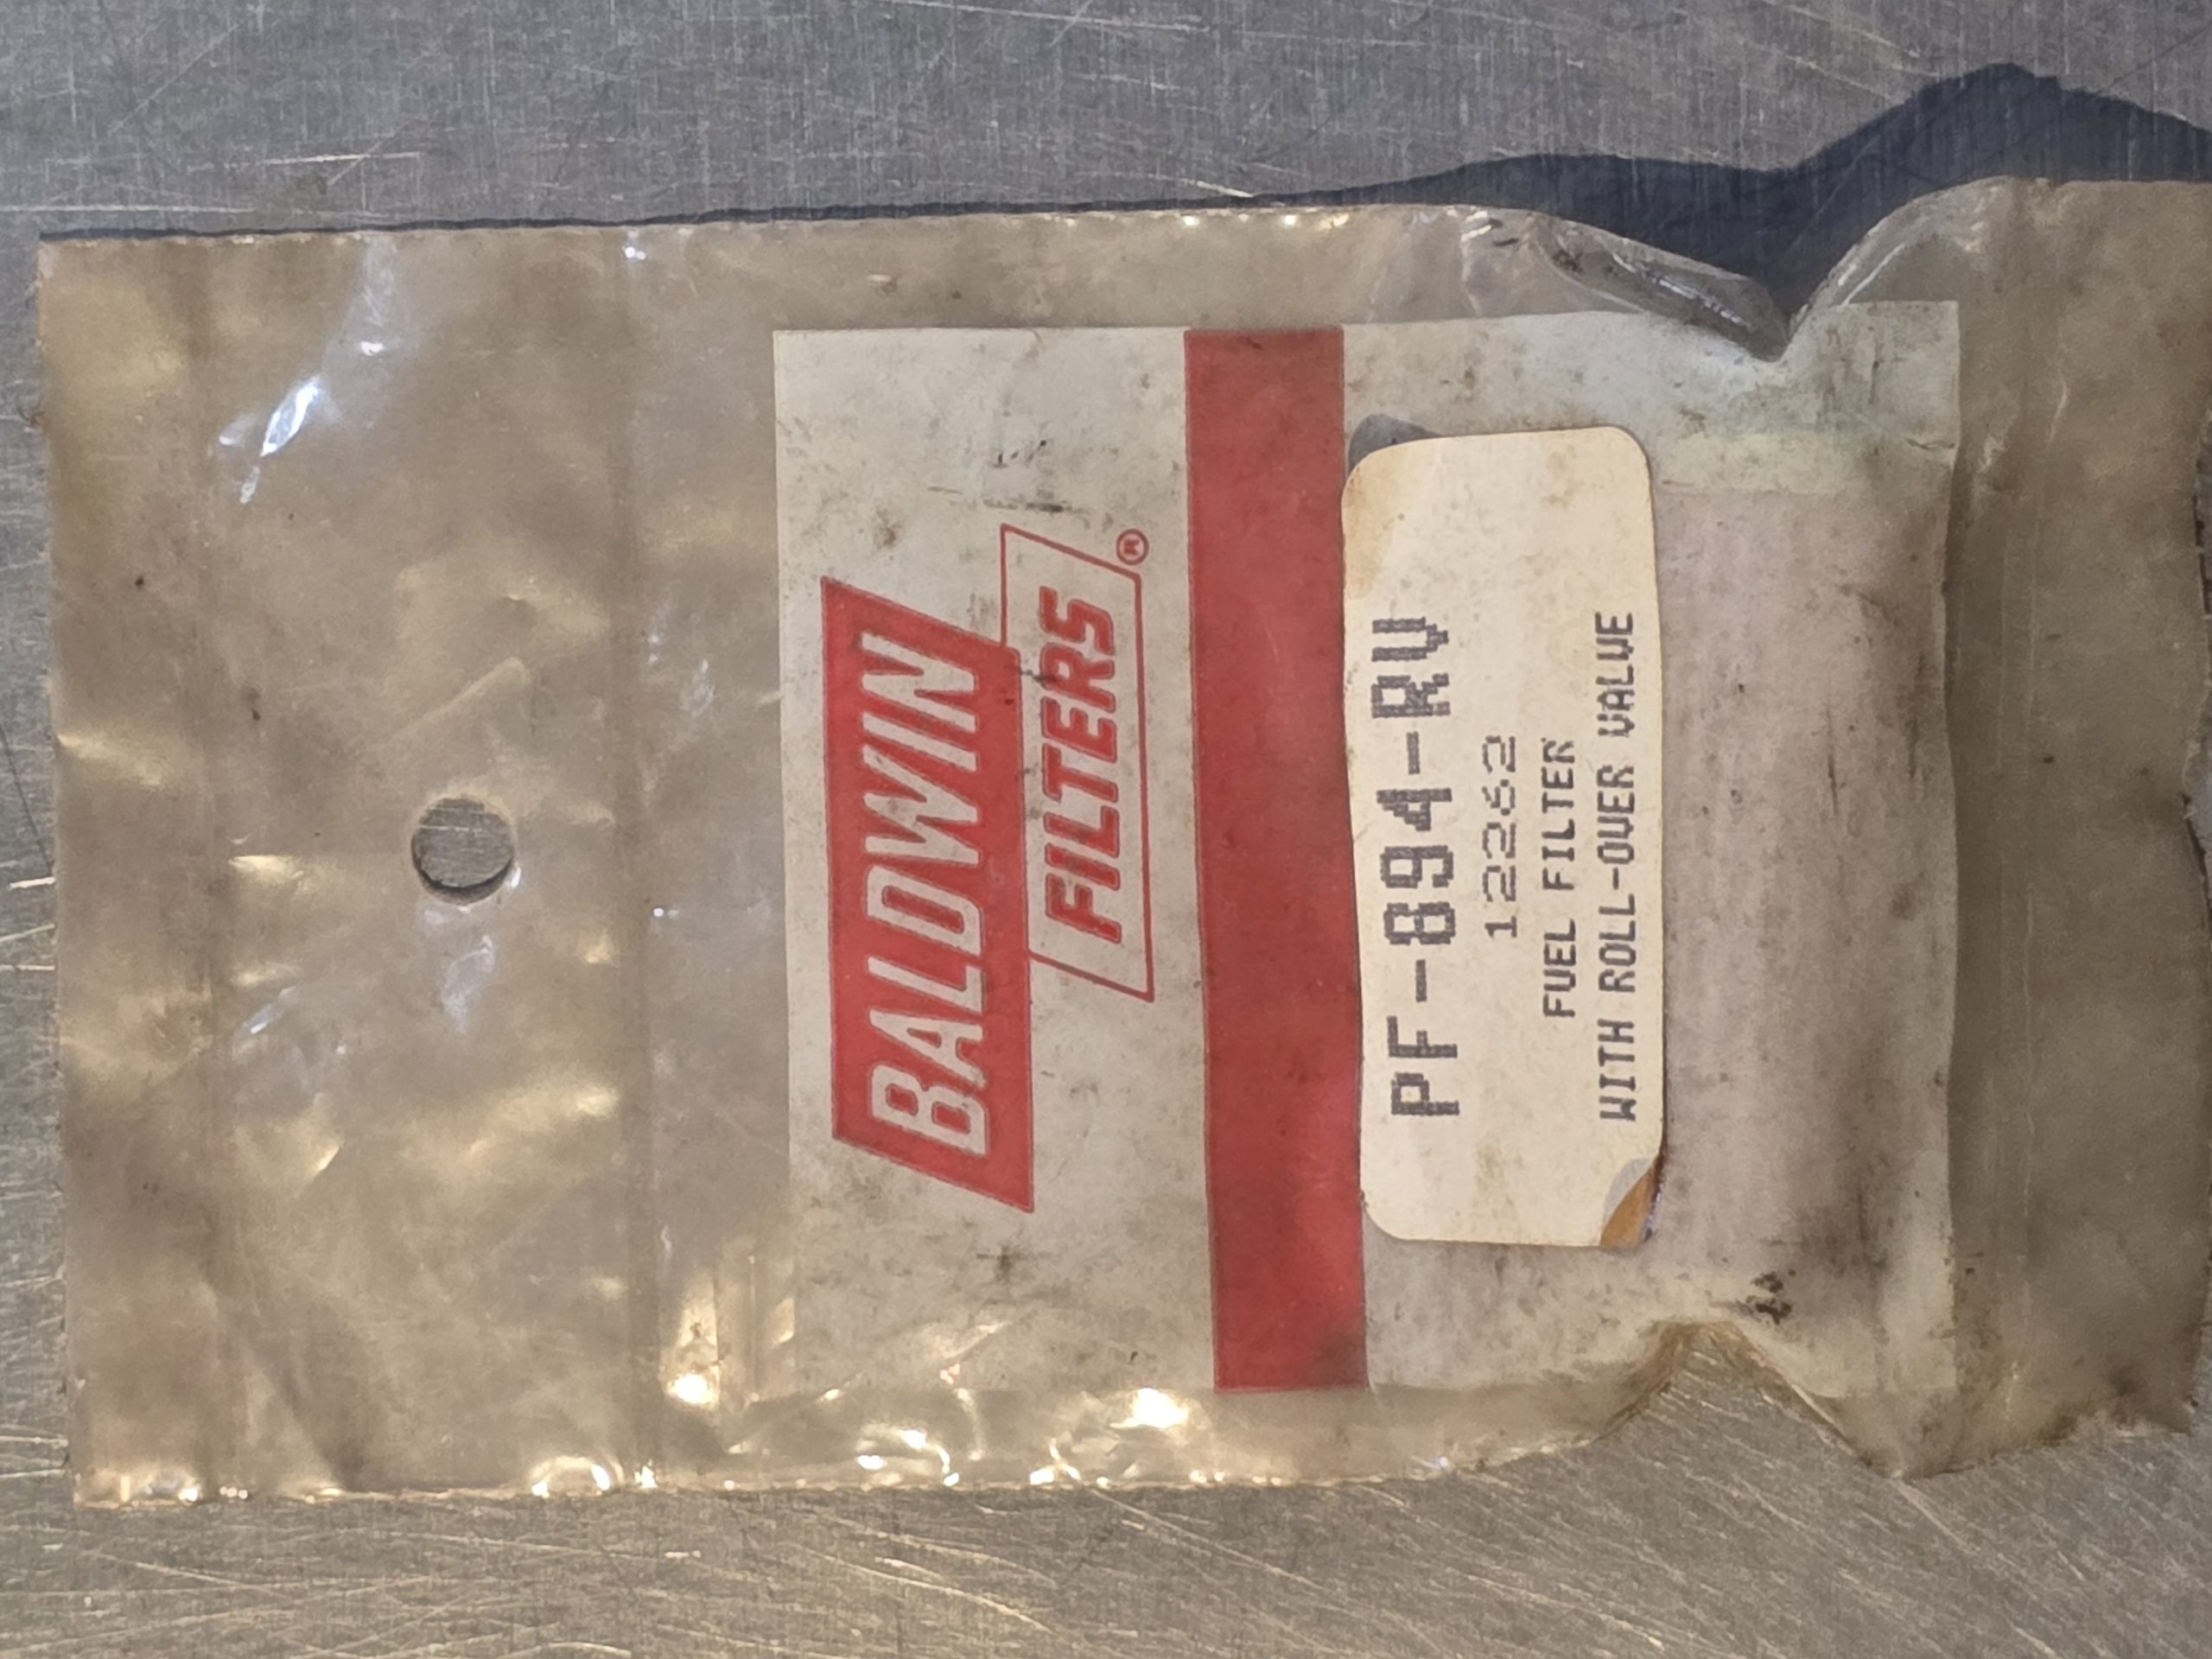 BALDWIN
FILTERS®
PF-894-RV
12262
FUEL FILTER
WITH ROLL-OVER VALVE